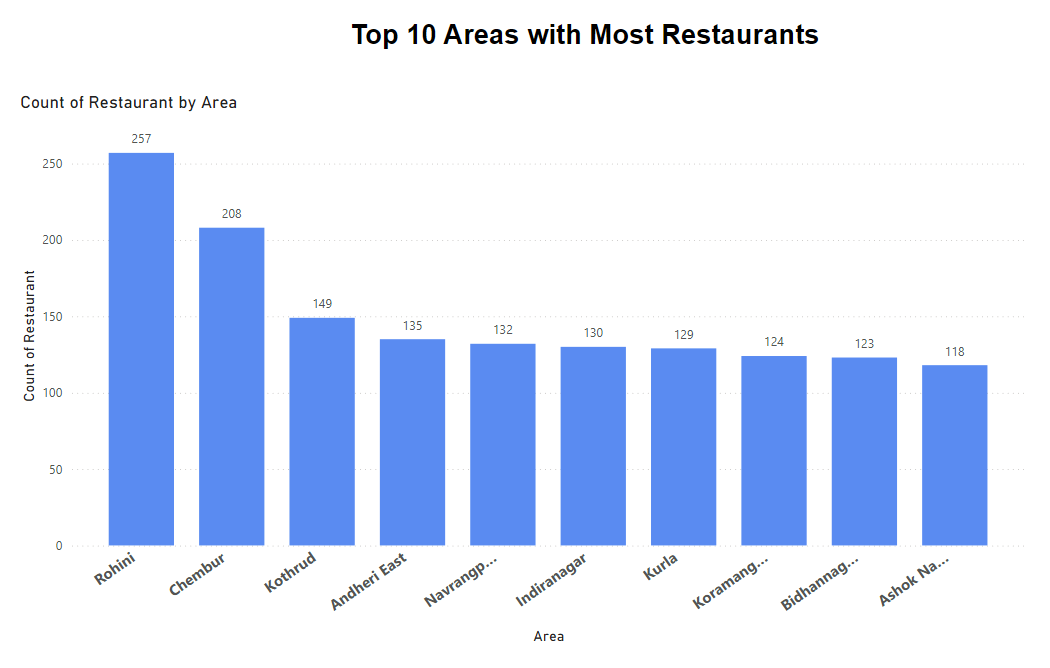 Top 10 Areas with Most Restaurants
Count of Restaurant by Area
Count of Restaurant
250
200
150
100
50
0
257
208
149
135
132
130
129
124
123
118
Rohini
Chembur
Kothrud
Andheri East
Navrangp...
Indiranagar
Kurla
Koramang...
Bidhannag...
Ashok Na...
Area